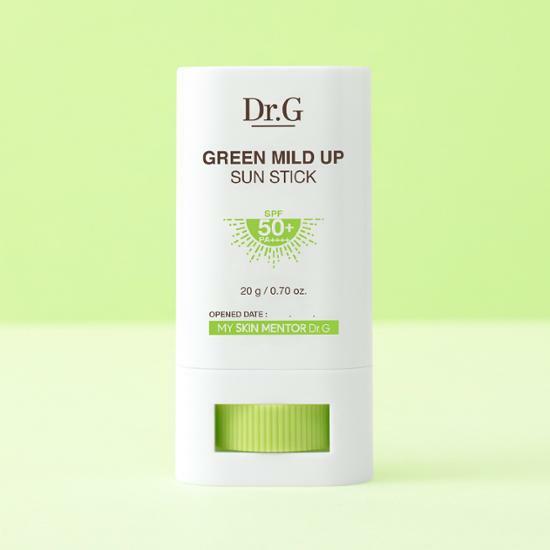 Dr.G
GREEN MILD UP
SUN STICK
SPF
50+
PA++++
20 g / 0.70 oz.
OPENED DATE : . .
MY SKIN MENTOR Dr.G